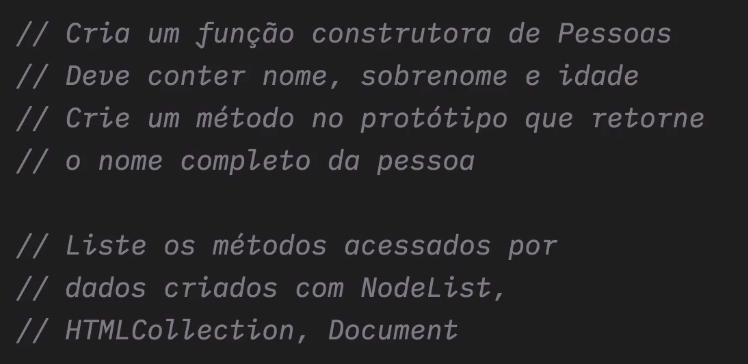 // Cria um função construtora de Pessoas
// Deve conter nome, sobrenome e idade
// Crie um método no protótipo que retorne
// o nome completo da pessoa
// Liste os métodos acessados por
// dados criados com NodeList,
// HTMLCollection, Document